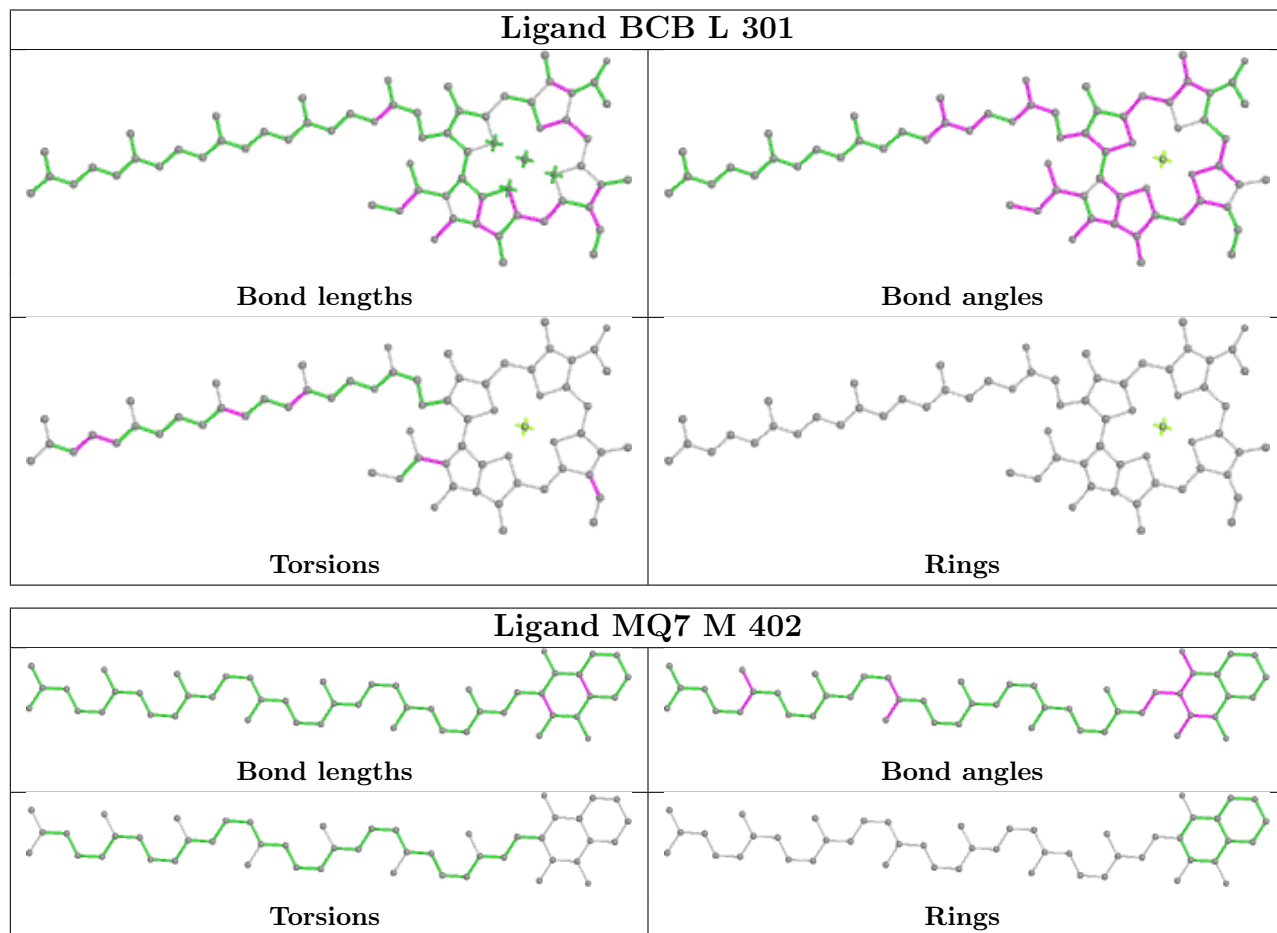 Ligand BCB L 301
Bond lengths
Bond angles
Torsions
Rings
Ligand MQ7 M 402
Bond lengths
Bond angles
Torsions
Rings